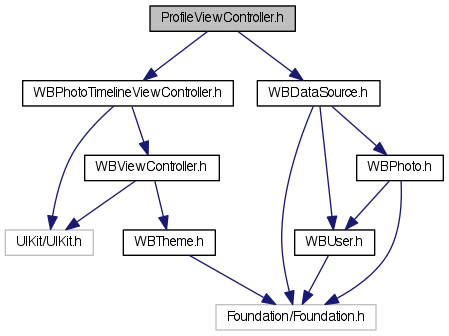 ProfileViewController.h
WBPhotoTimelineViewController.h
WBDataSource.h
WBViewController.h
WBPhoto.h
UIKit/UIKit.h
WBTheme.h
WBUser.h
Foundation/Foundation.h